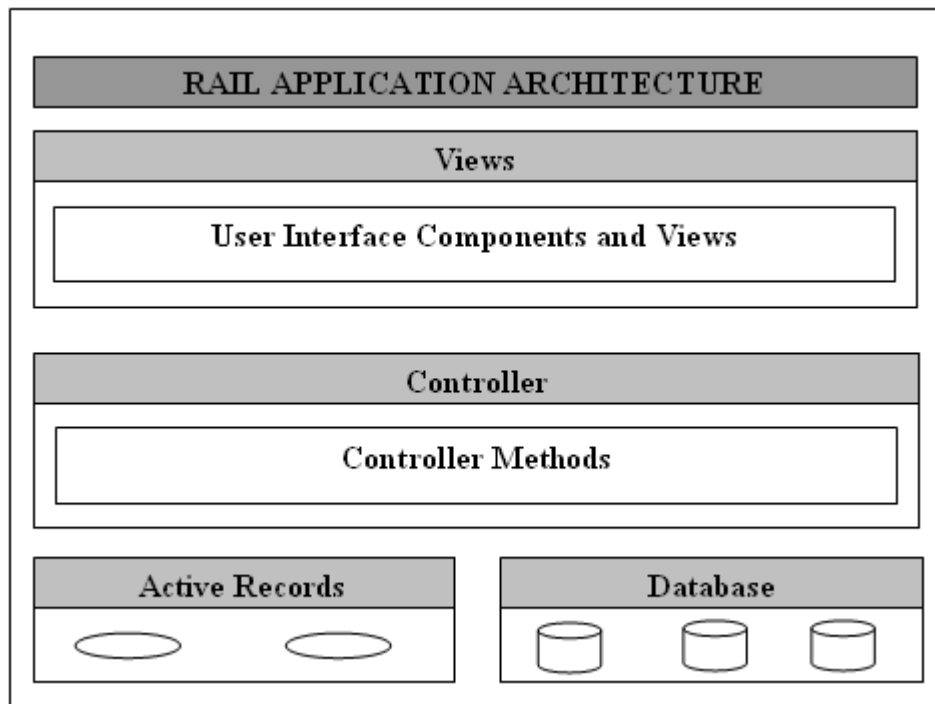 RAIL APPLICATION ARCHITECTURE
Views
User Interface Components and Views
Controller
Controller Methods
Active Records
Database